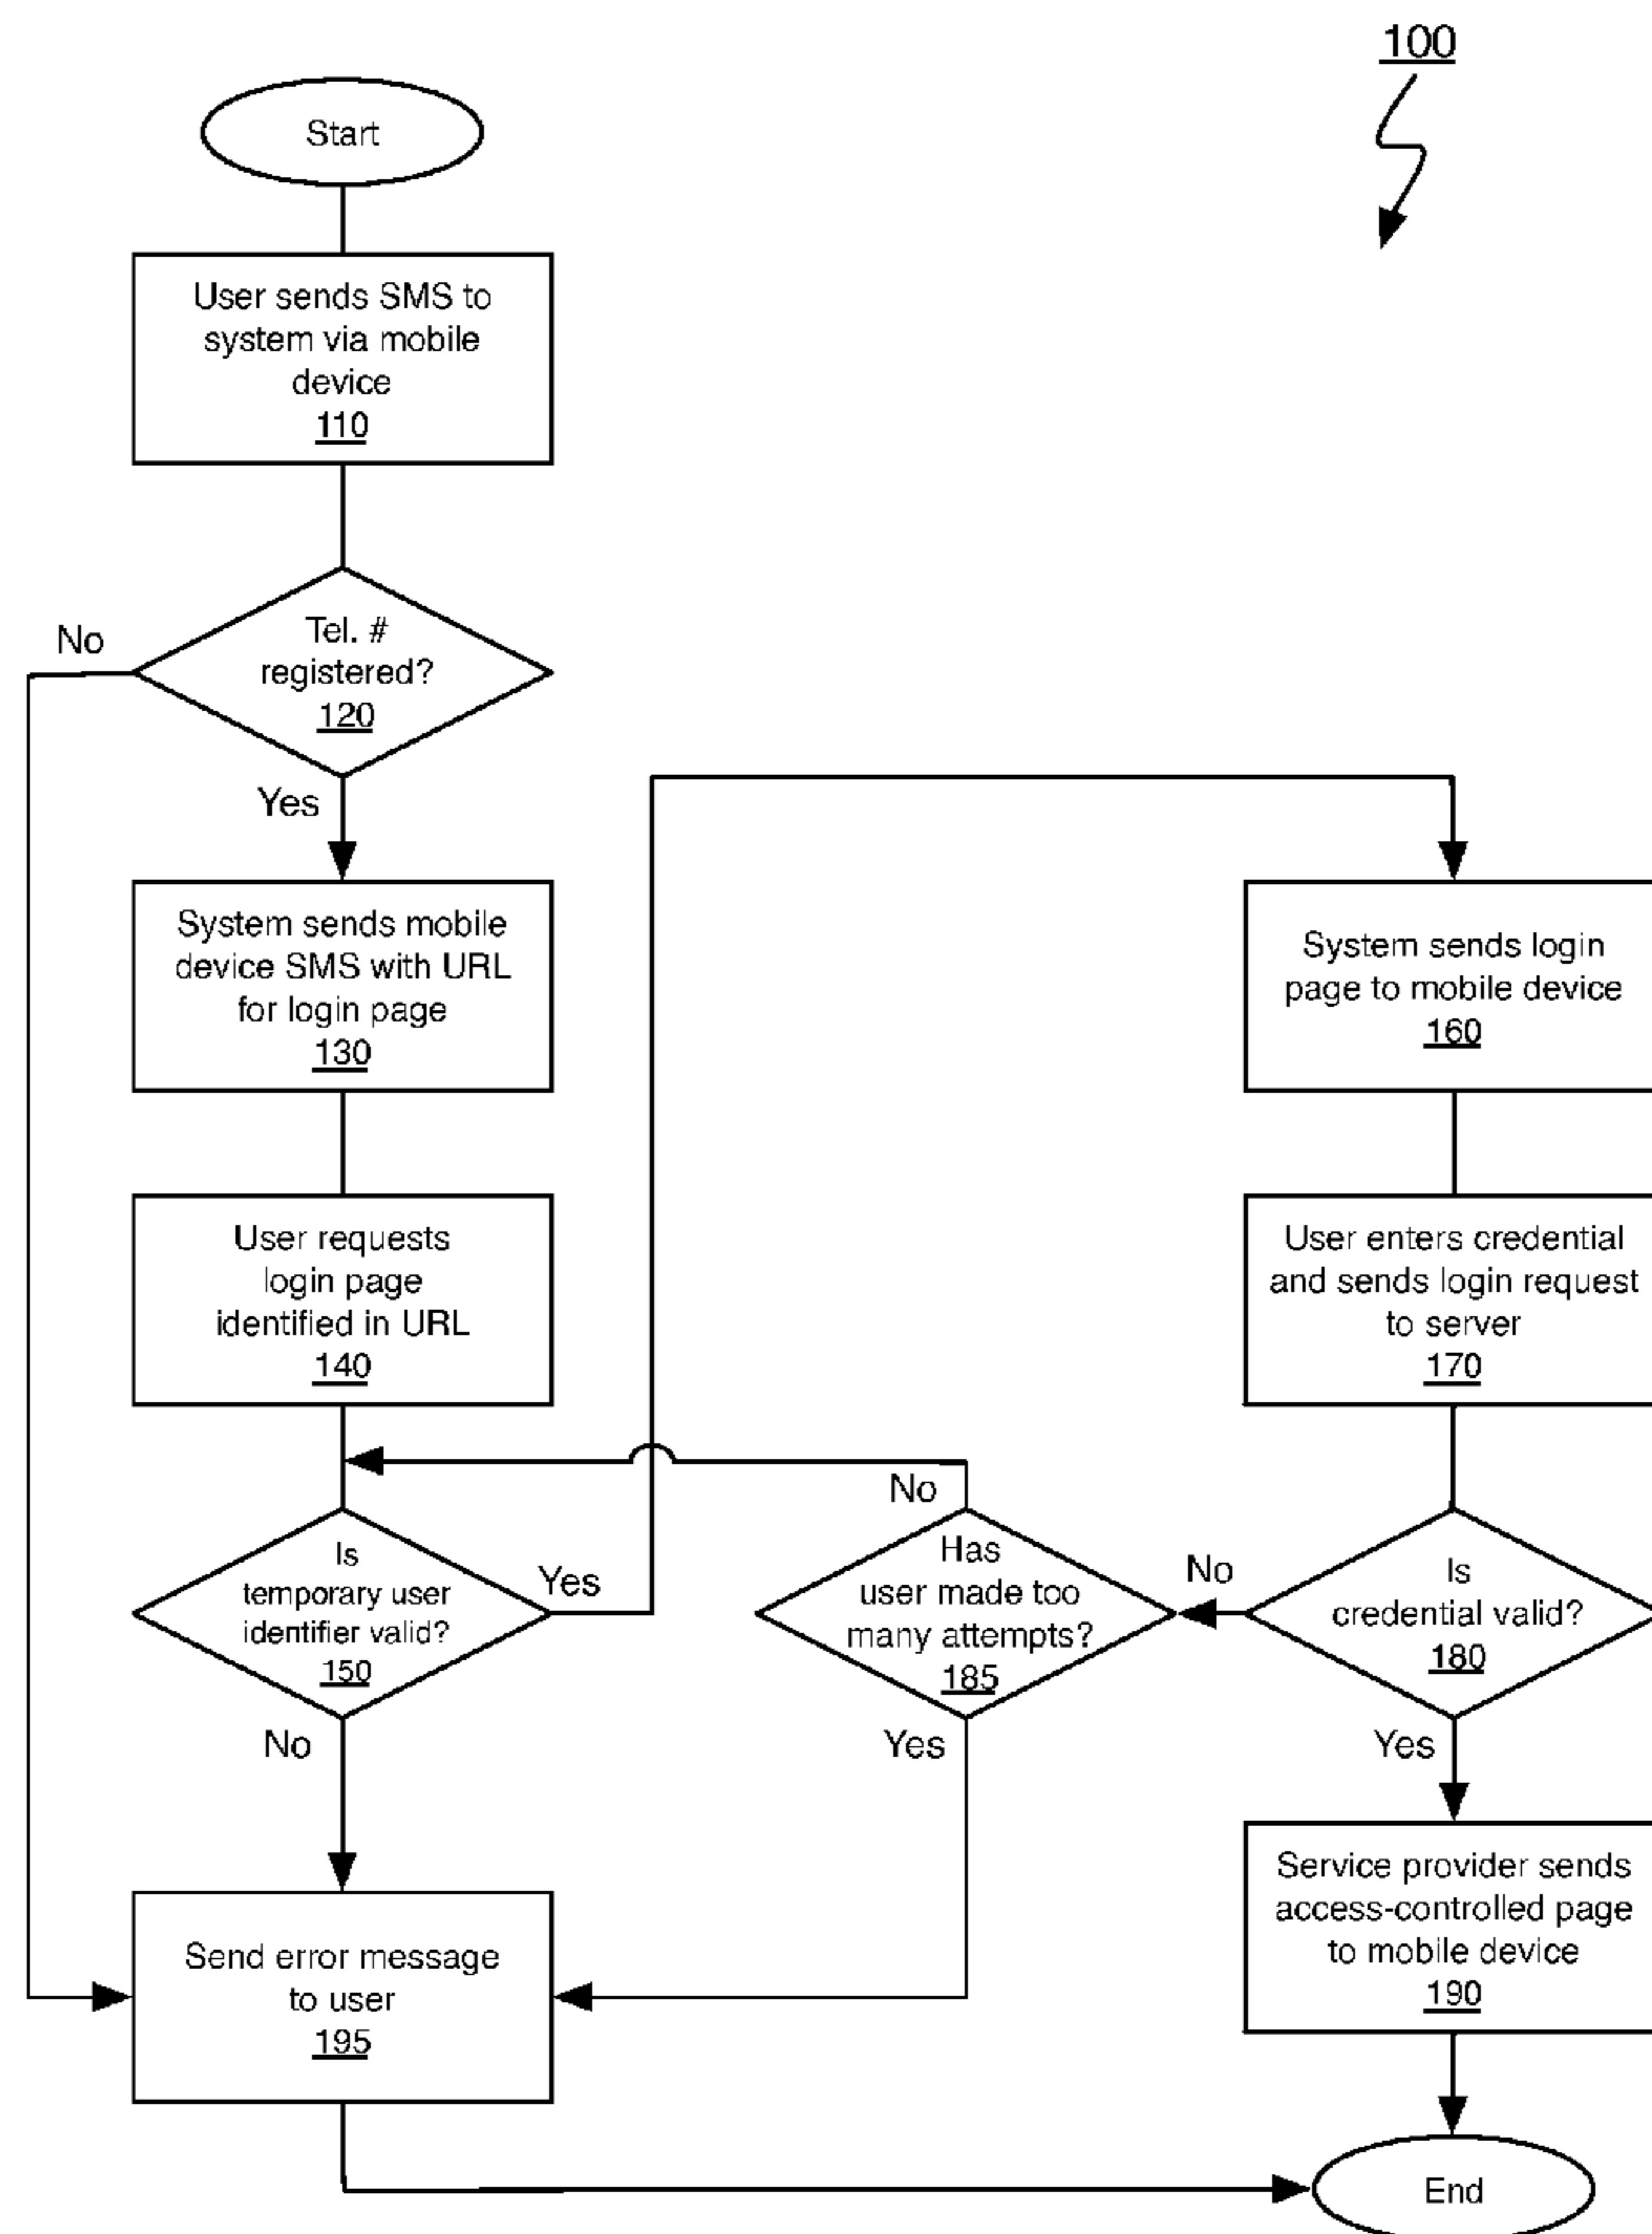 100
Start
User sends SMS to
system via mobile
device
110
Tel. #
registered?
120
No
Yes
System sends mobile
device SMS with URL
for login page
130
User requests
login page
identified in URL
140
Is
temporary user
identifier valid?
150
Yes
No
System sends login
page to mobile device
160
User enters credential
and sends login request
to server
170
Is
credential valid?
180
No
Yes
Has
user made too
many attempts?
185
No
Yes
Service provider sends
access-controlled page
to mobile device
190
Send error message
to user
195
End